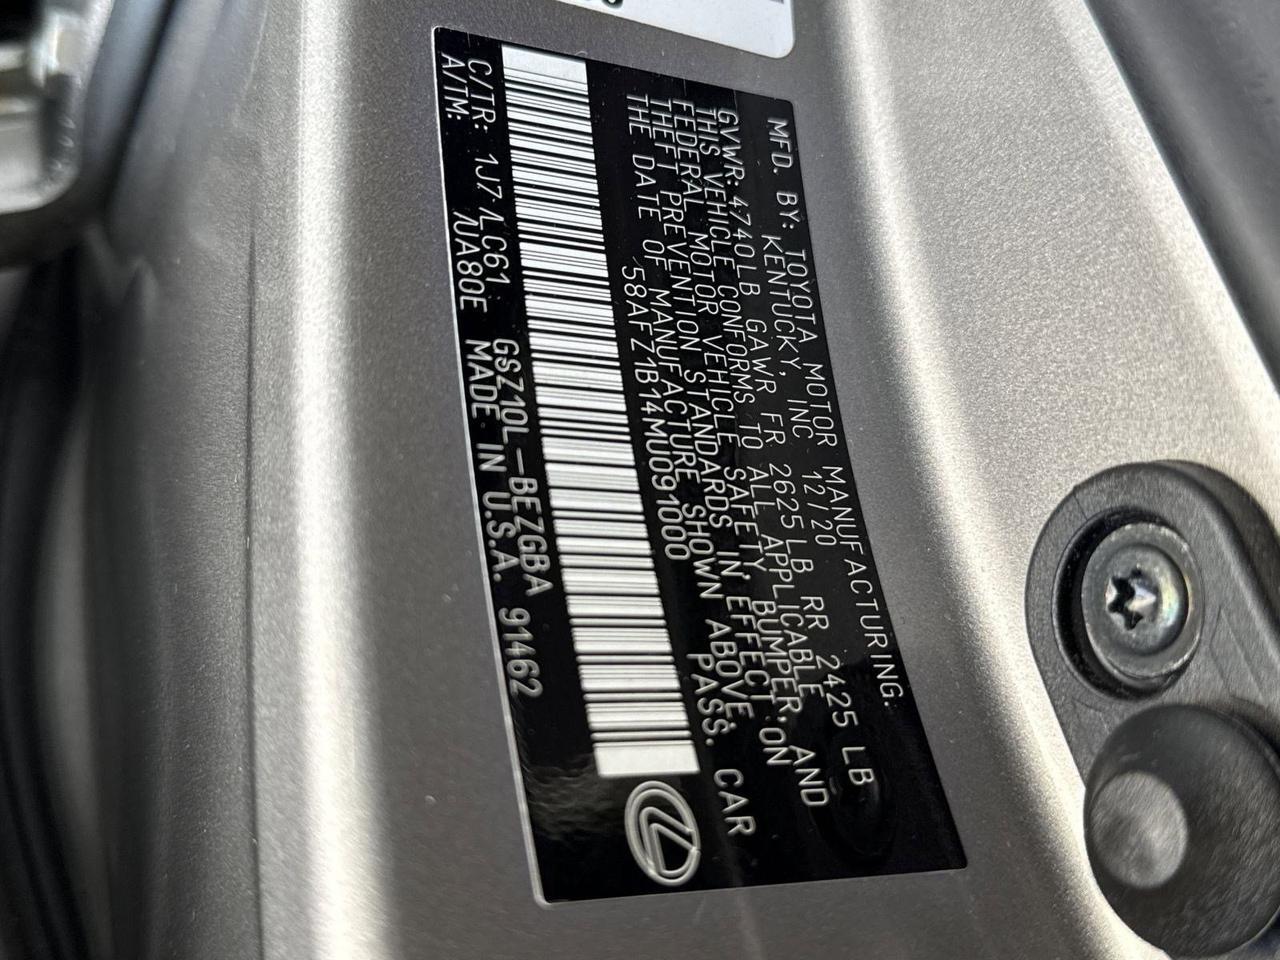 MFD. BY: TOYOTA MOTOR MANUFACTURING.
KENTUCKY, INC 12/20
GVWR: 4740LB GAWR FR 2625LB RR 2425 LB
THIS VEHICLE CONFORMS TO ALL APPLICABLE
FEDERAL MOTOR VEHICLE SAFETY, BUMPER, AND
THEFT PREVENTION STANDARDS IN EFFECT ON
THE DATE OF MANUFACTURE SHOWN ABOVE.
58AFZ1B14MU091000 PASS. CAR
C/TR: 1J7/LC61 GSZ10L-BEZGBA
A/TM: /UA80E MADE IN U.S.A. 91462